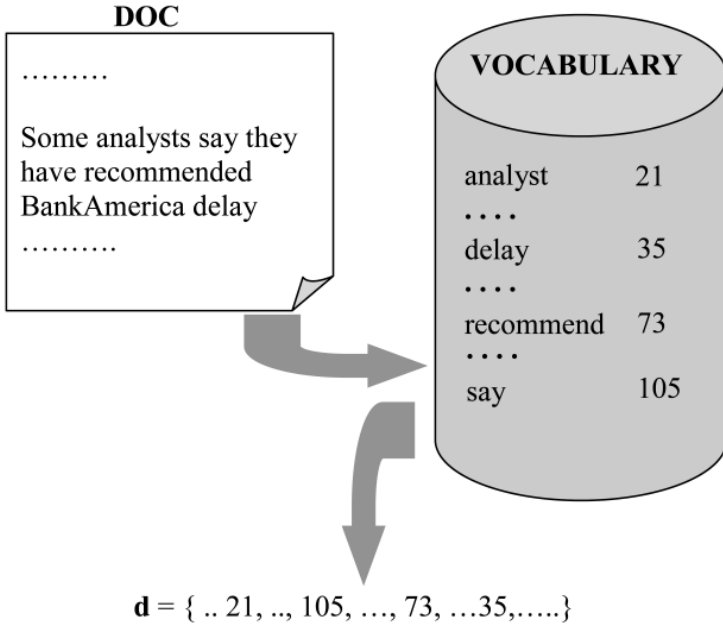 DOC
………
Some analysts say they
have recommended
BankAmerica delay
……….
VOCABULARY
analyst 21
....
delay 35
....
recommend 73
....
say 105
d = { .. 21, .., 105, …, 73, …35,…..}